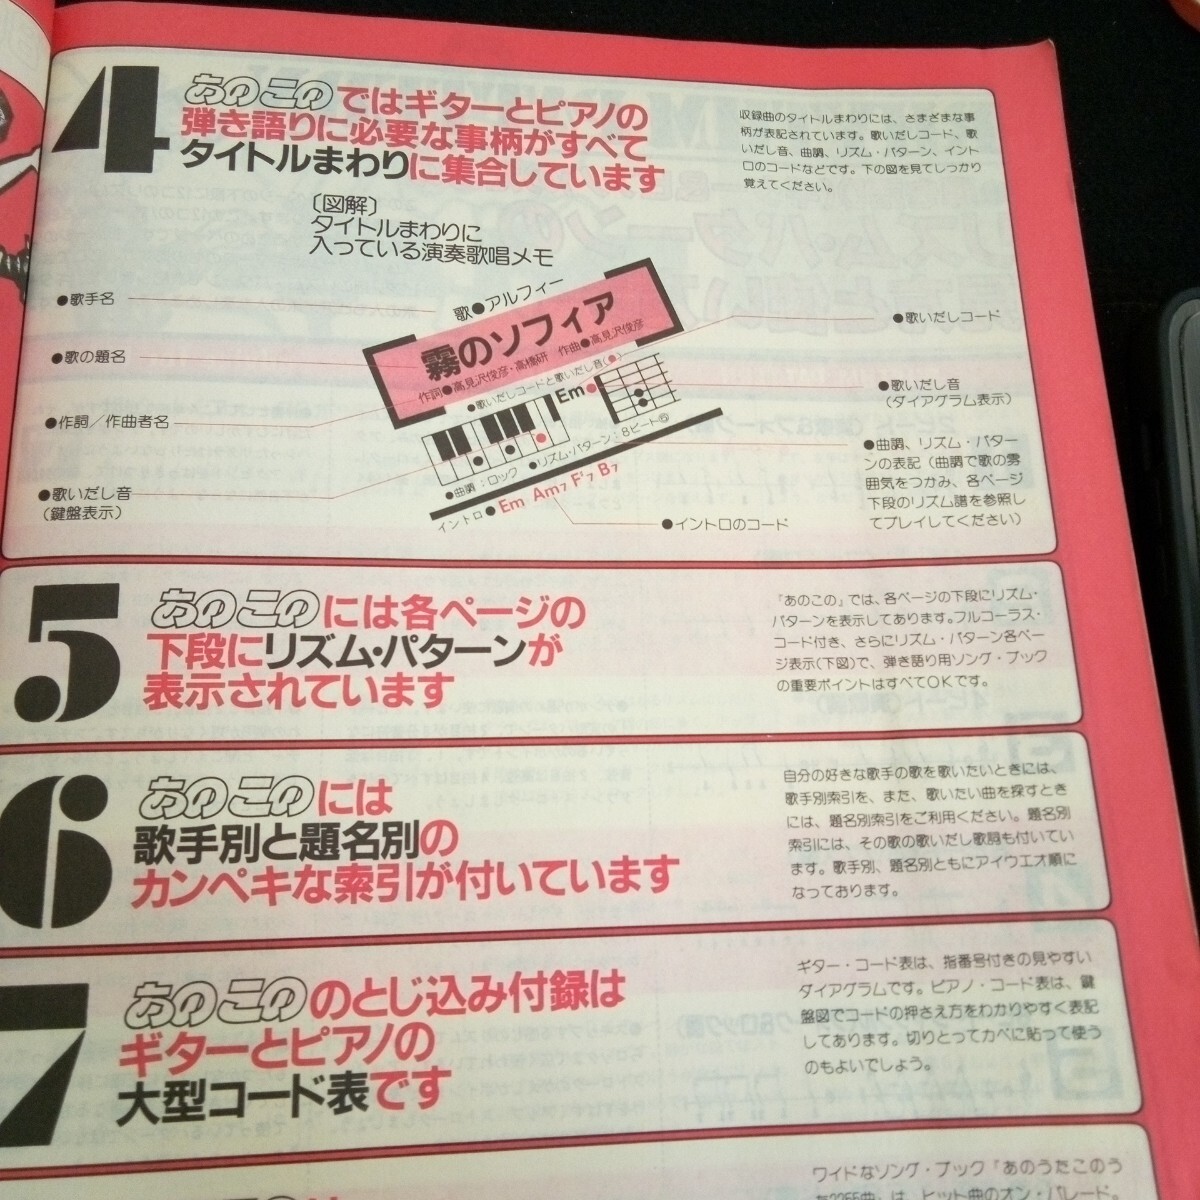 4
あのこのではギターとピアノの
弾き語りに必要な事柄がすべて
タイトルまわりに集合しています
収録曲のタイトルまわりには、さまざまな事
柄が表記されています。歌いだしコード、歌
いだし音、曲調、リズム・パターン、イント
ロのコードなどです。下の図を見てしっかり
覚えてください。
〔図解〕
タイトルまわりに
入っている演奏歌唱メモ
●歌手名
●歌の題名
●作詞／作曲者名
●歌いだし音
(鍵盤表示)
歌●アルフィー
霧のソフィア
作詞●高見沢俊彦・高橋研 作曲●高見沢俊彦
●歌いだしコードと歌いだし音(●)
Em
●曲調：ロック ●リズム・パターン：8ビート⑤
イントロ● Em Am7 F♯7 B7
●歌いだしコード
●歌いだし音
(ダイアグラム表示)
●曲調、リズム・パター
ンの表記（曲調で歌の雰
囲気をつかみ、各ページ
下段のリズム譜を参照し
てプレイしてください）
●イントロのコード
5
あのこのには各ページの
下段にリズム・パターンが
表示されています
『あのこの』では、各ページの下段にリズム・
パターンを表示してあります。フルコーラス・
コード付き、さらにリズム・パターン各ペー
ジ表示(下図)で、弾き語り用ソング・ブック
の重要ポイントはすべてOKです。
6
あのこのには
歌手別と題名別の
カンペキな索引が付いています
自分の好きな歌手の歌を歌いたいときには、
歌手別索引を、また、歌いたい曲を探すとき
には、題名別索引をご利用ください。題名別
索引には、その歌の歌いだし歌詞も付いてい
ます。歌手別、題名別ともにアイウエオ順に
なっております。
7
あのこののとじ込み付録は
ギターとピアノの
大型コード表です
ギター・コード表は、指番号付きの見やすい
ダイアグラムです。ピアノ・コード表は、鍵
盤図でコードの押さえ方をわかりやすく表記
してあります。切りとってカベに貼って使う
のもよいでしょう。
ワイドなソング・ブック『あのうたこのう
た2255曲』は、ヒット曲のオン・パレード、